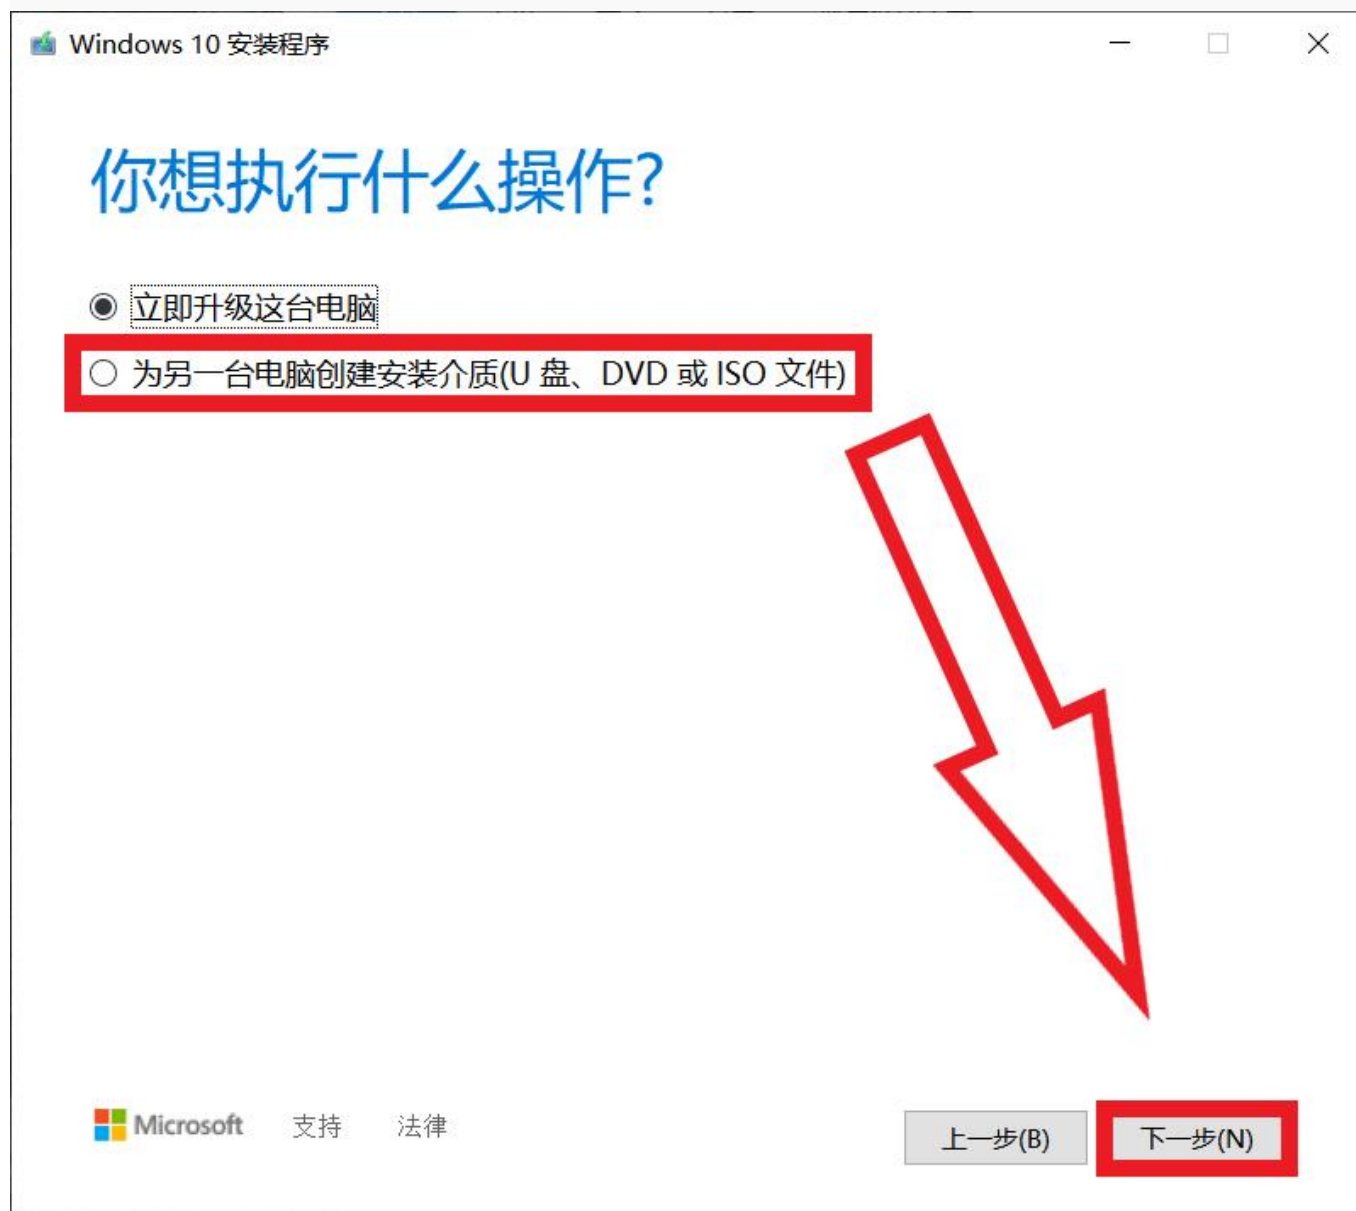 Windows 10 安装程序
你想执行什么操作?
立即升级这台电脑
为另一台电脑创建安装介质(U 盘、DVD 或 ISO 文件)
Microsoft 支持 法律 上一步(B) 下一步(N)